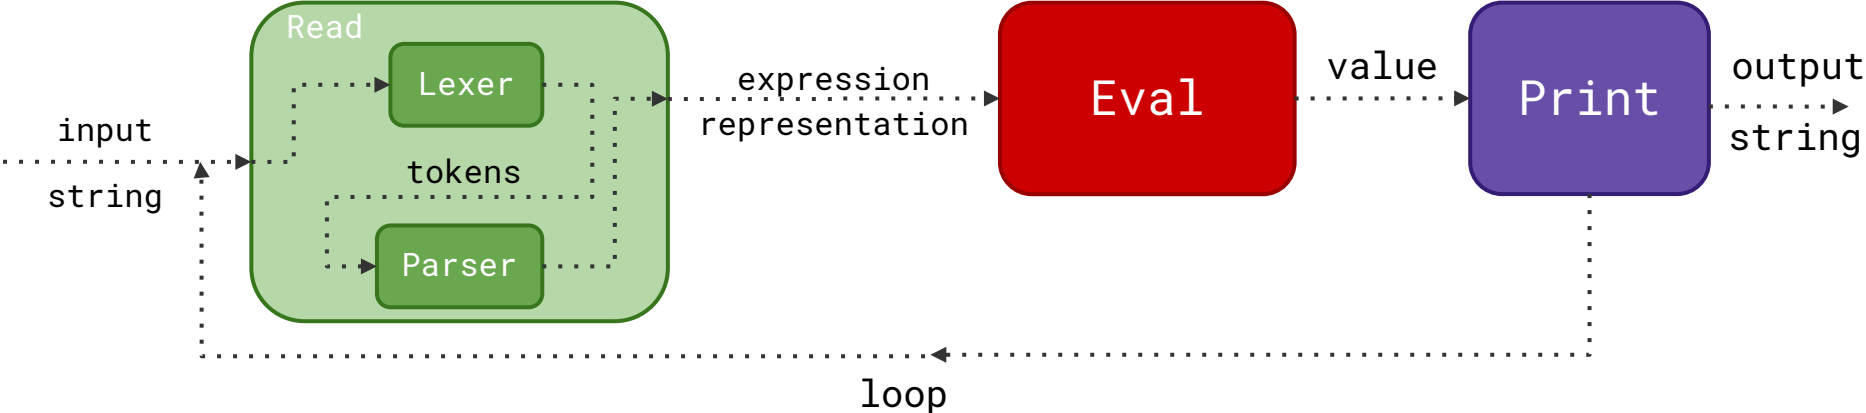 Read
Lexer
input
string
tokens
Parser
expression
representation
Eval
value
Print
output
string
loop